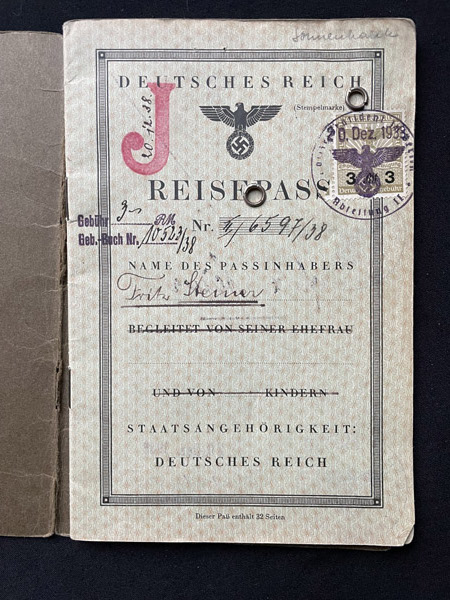 DEUTSCHES REICH
(Stempelmarke)
J
20.12.38.
20. Dez. 1938
3 3
Abteilung II
REISEPASS
Gebühr 3,- RM
Geb.-Buch Nr. 10523/38
Nr. 6597/38
NAME DES PASSINHABERS
Fritz Steiner
BEGLEITET VON SEINER EHEFRAU
UND VON KINDERN
STAATSANGEHÖRIGKEIT:
DEUTSCHES REICH
Dieser Paß enthält 32 Seiten